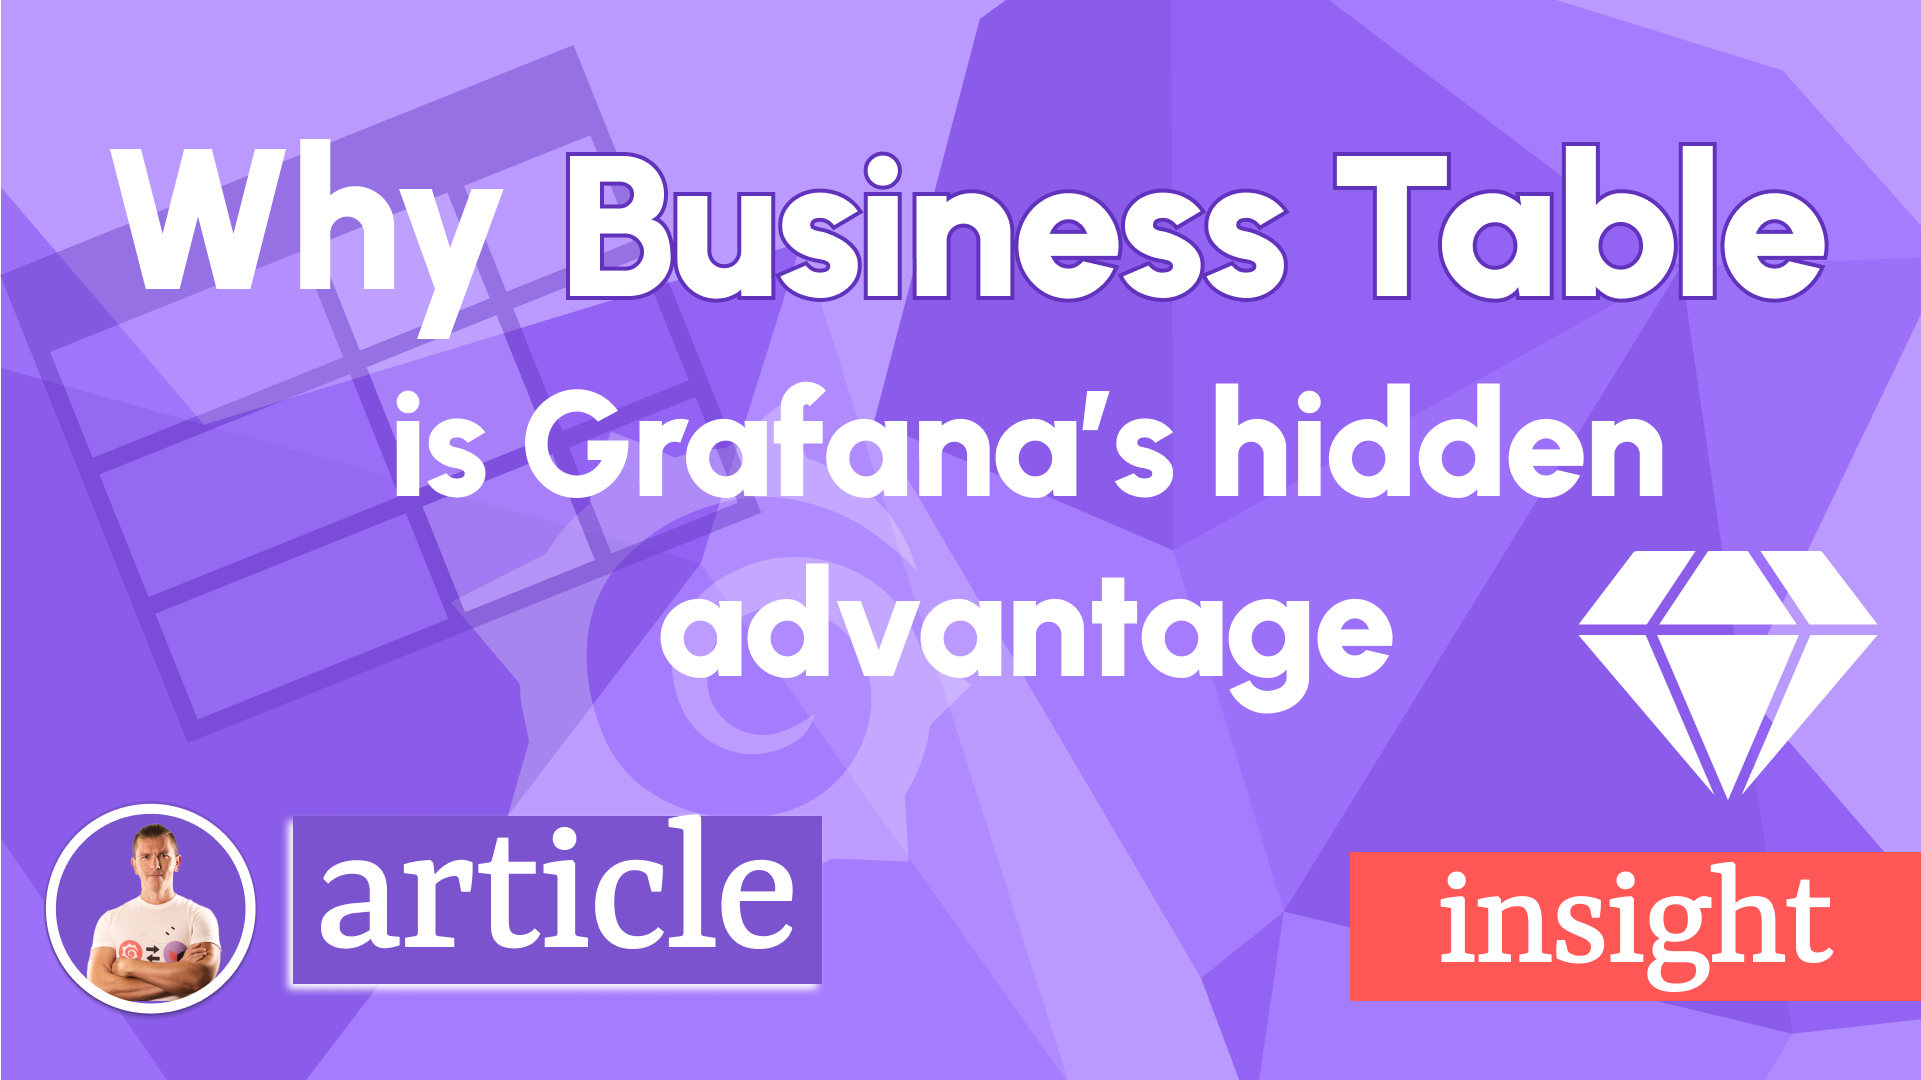 Why Business Table
is Grafana’s hidden
advantage
article
insight